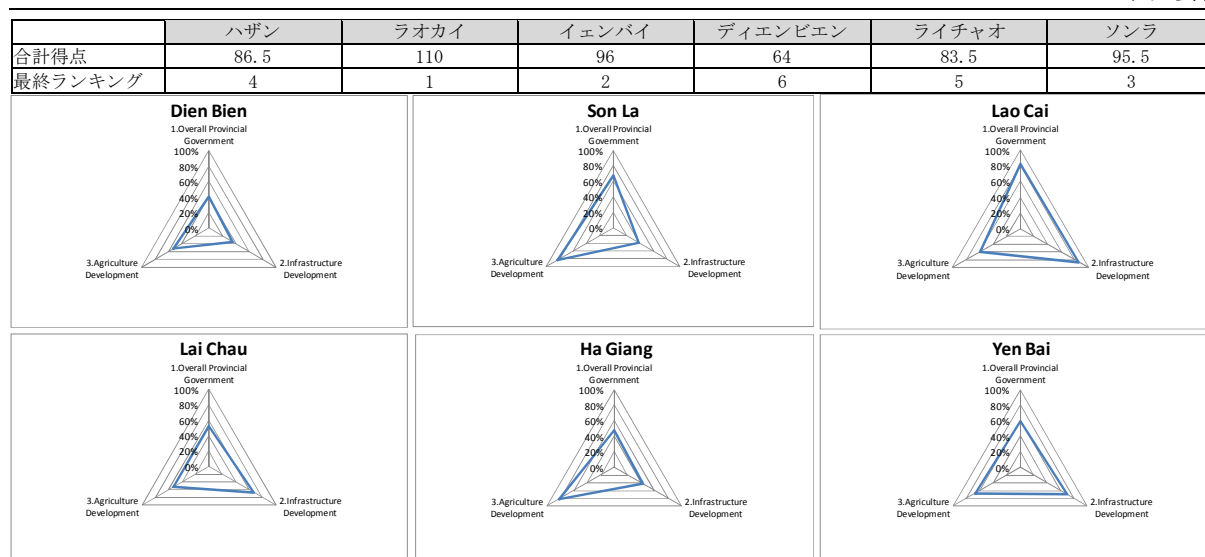 ハザン ラオカイ イェンバイ ディエンビエン ライチャオ ソンラ
合計得点 86.5 110 96 64 83.5 95.5
最終ランキング 4 1 2 6 5 3
Dien Bien
1.Overall Provincial
Government
100%
80%
60%
40%
20%
0%
3.Agriculture
Development
2.Infrastructure
Development
Son La
1.Overall Provincial
Government
100%
80%
60%
40%
20%
0%
3.Agriculture
Development
2.Infrastructure
Development
Lao Cai
1.Overall Provincial
Government
100%
80%
60%
40%
20%
0%
3.Agriculture
Development
2.Infrastructure
Development
Lai Chau
1.Overall Provincial
Government
100%
80%
60%
40%
20%
0%
3.Agriculture
Development
2.Infrastructure
Development
Ha Giang
1.Overall Provincial
Government
100%
80%
60%
40%
20%
0%
3.Agriculture
Development
2.Infrastructure
Development
Yen Bai
1.Overall Provincial
Government
100%
80%
60%
40%
20%
0%
3.Agriculture
Development
2.Infrastructure
Development